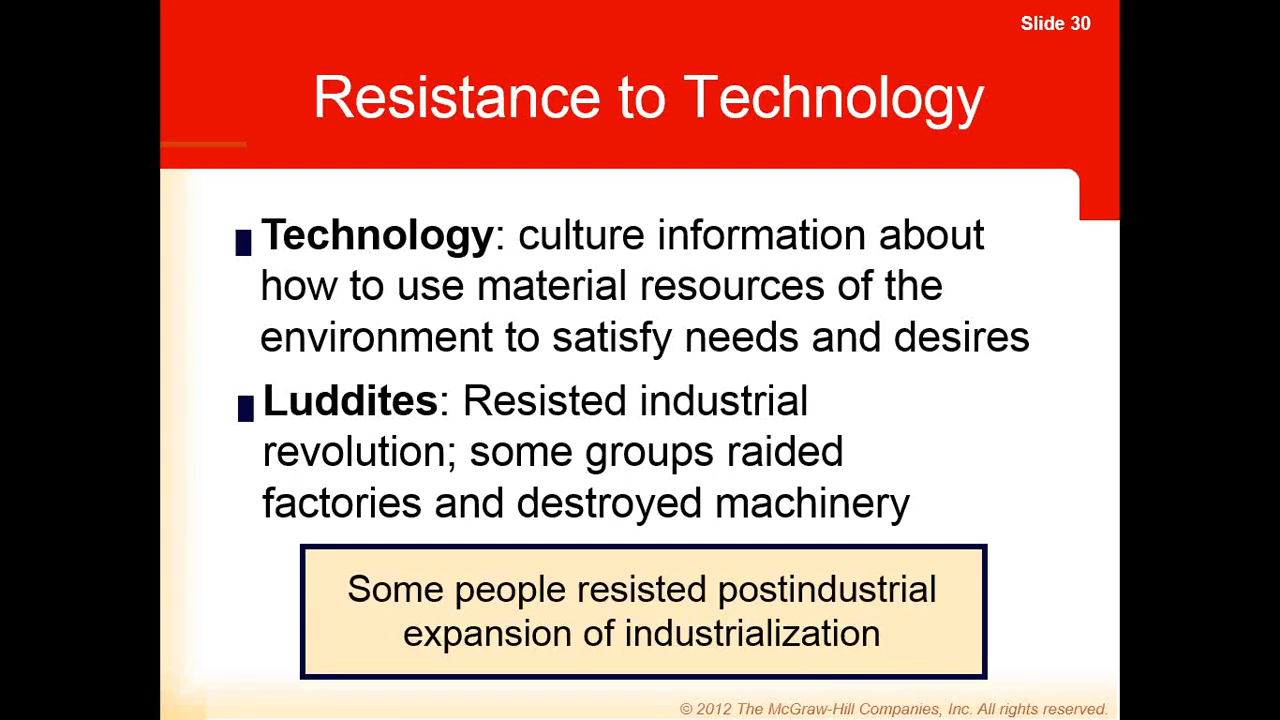 Slide 30
Resistance to Technology
Technology: culture information about
how to use material resources of the
environment to satisfy needs and desires
Luddites: Resisted industrial
revolution; some groups raided
factories and destroyed machinery
Some people resisted postindustrial
expansion of industrialization
© 2012 The McGraw-Hill Companies, Inc. All rights reserved.